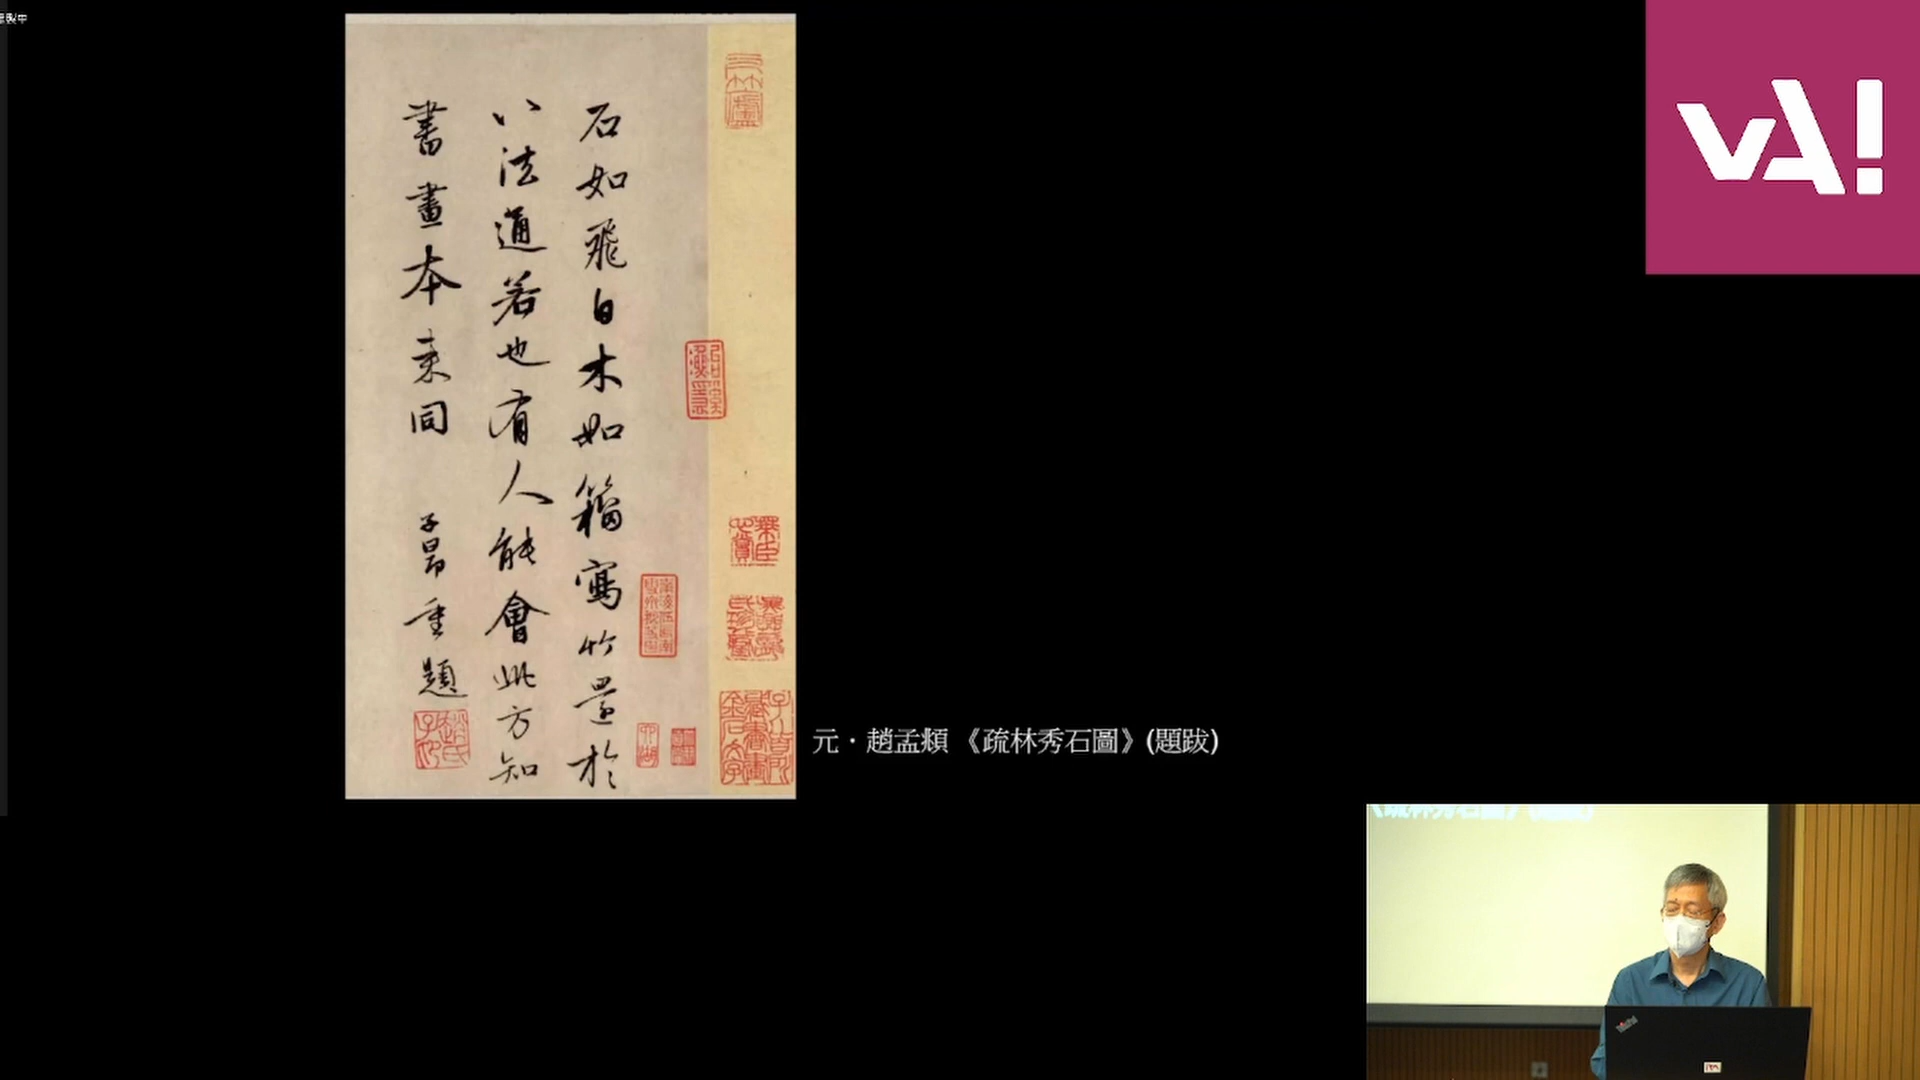 石如飛白木如籀寫竹還於
八法通若也有人能會此方知
書畫本來同
子昂重題
元・趙孟頫《疏林秀石圖》(題跋)
vA!